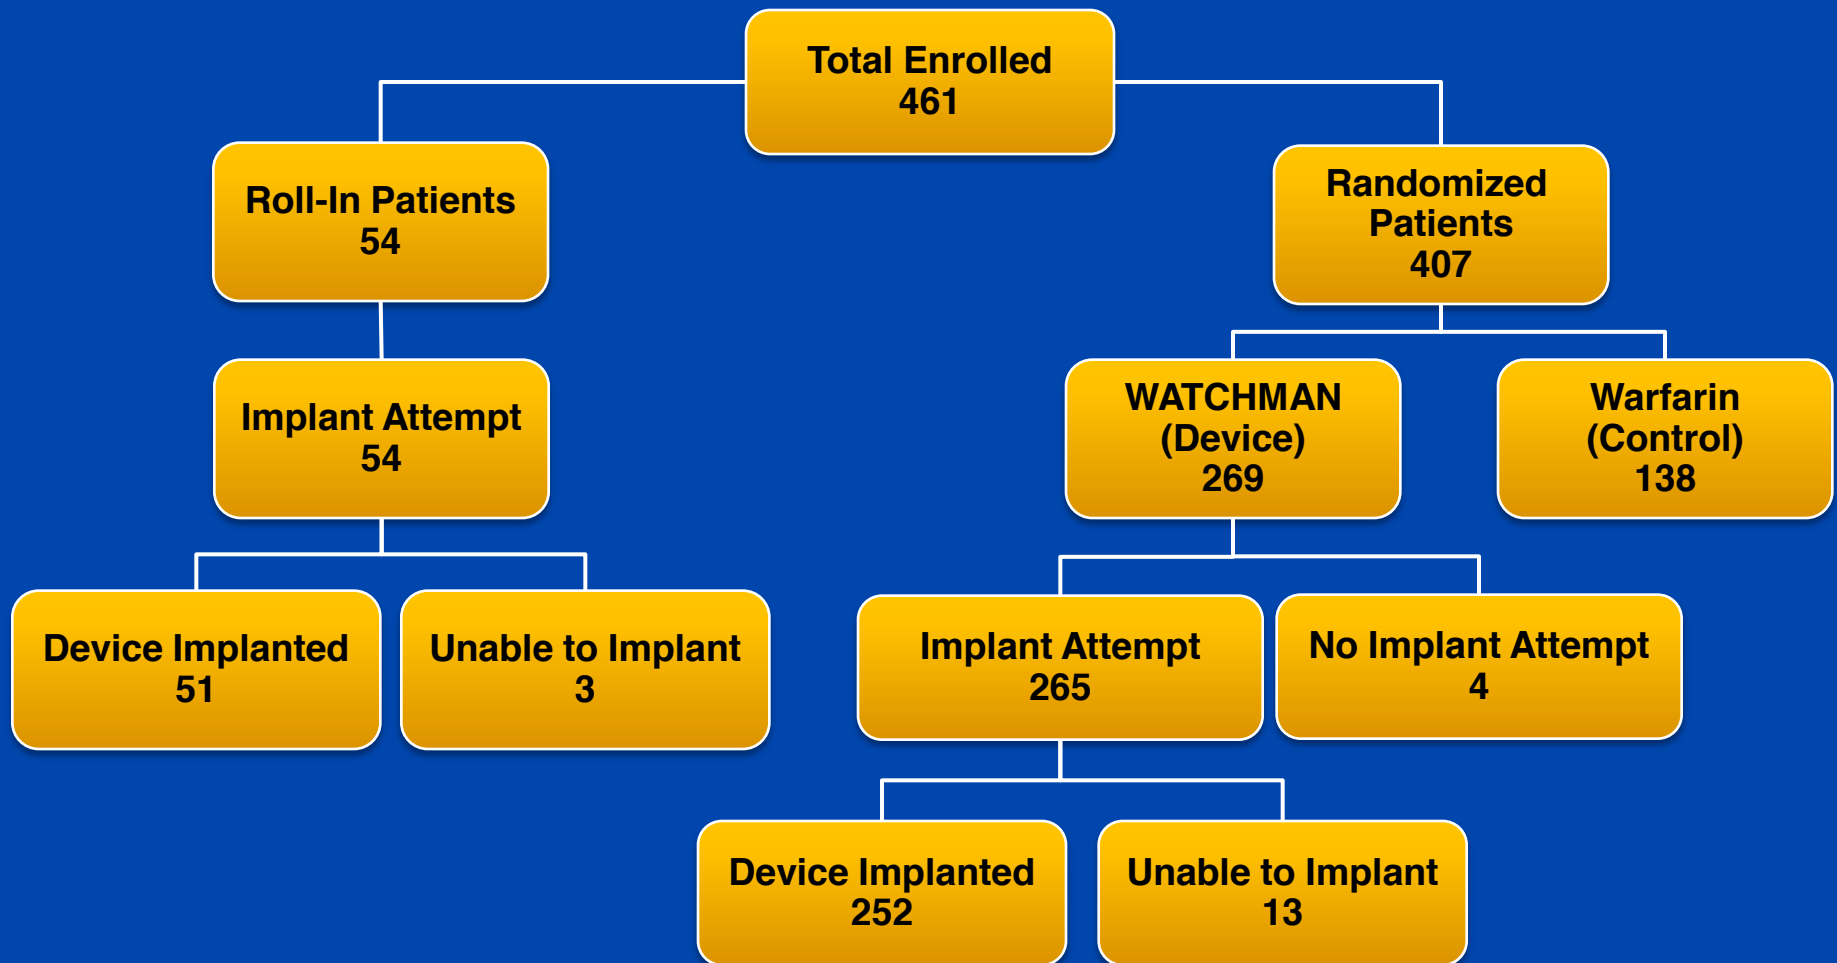 Total Enrolled
461
Roll-In Patients
54
Randomized
Patients
407
Implant Attempt
54
WATCHMAN
(Device)
269
Warfarin
(Control)
138
Device Implanted
51
Unable to Implant
3
Implant Attempt
265
No Implant Attempt
4
Device Implanted
252
Unable to Implant
13